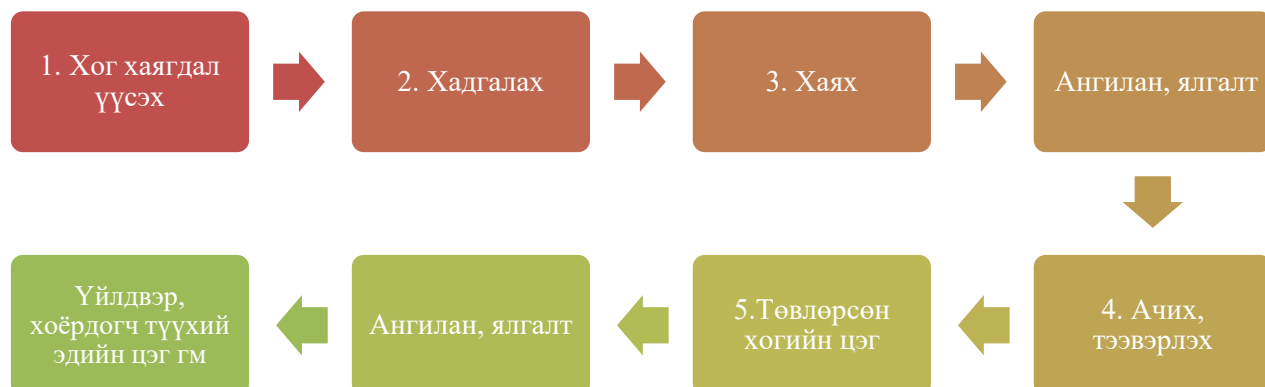 1. Хог хаягдал
үүсэх
2. Хадгалах
3. Хаях
Ангилан, ялгалт
4. Ачих,
тээвэрлэх
5.Төвлөрсөн
хогийн цэг
Ангилан, ялгалт
Үйлдвэр,
хоёрдогч түүхий
эдийн цэг гм